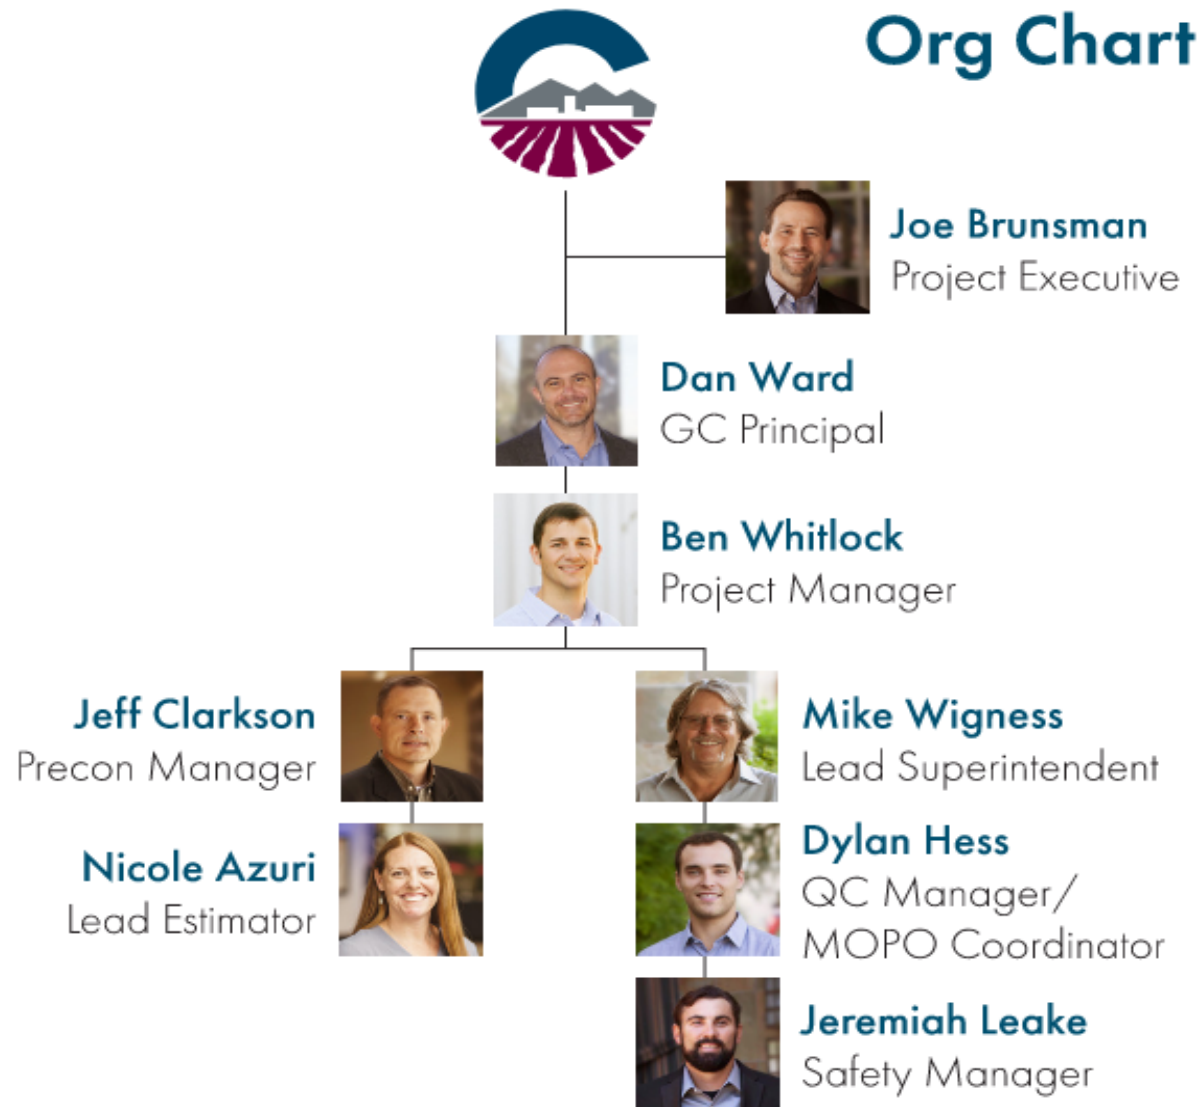 Org Chart
Joe Brunsman
Project Executive
Dan Ward
GC Principal
Ben Whitlock
Project Manager
Jeff Clarkson
Precon Manager
Mike Wigness
Lead Superintendent
Nicole Azuri
Lead Estimator
Dylan Hess
QC Manager/
MOPO Coordinator
Jeremiah Leake
Safety Manager